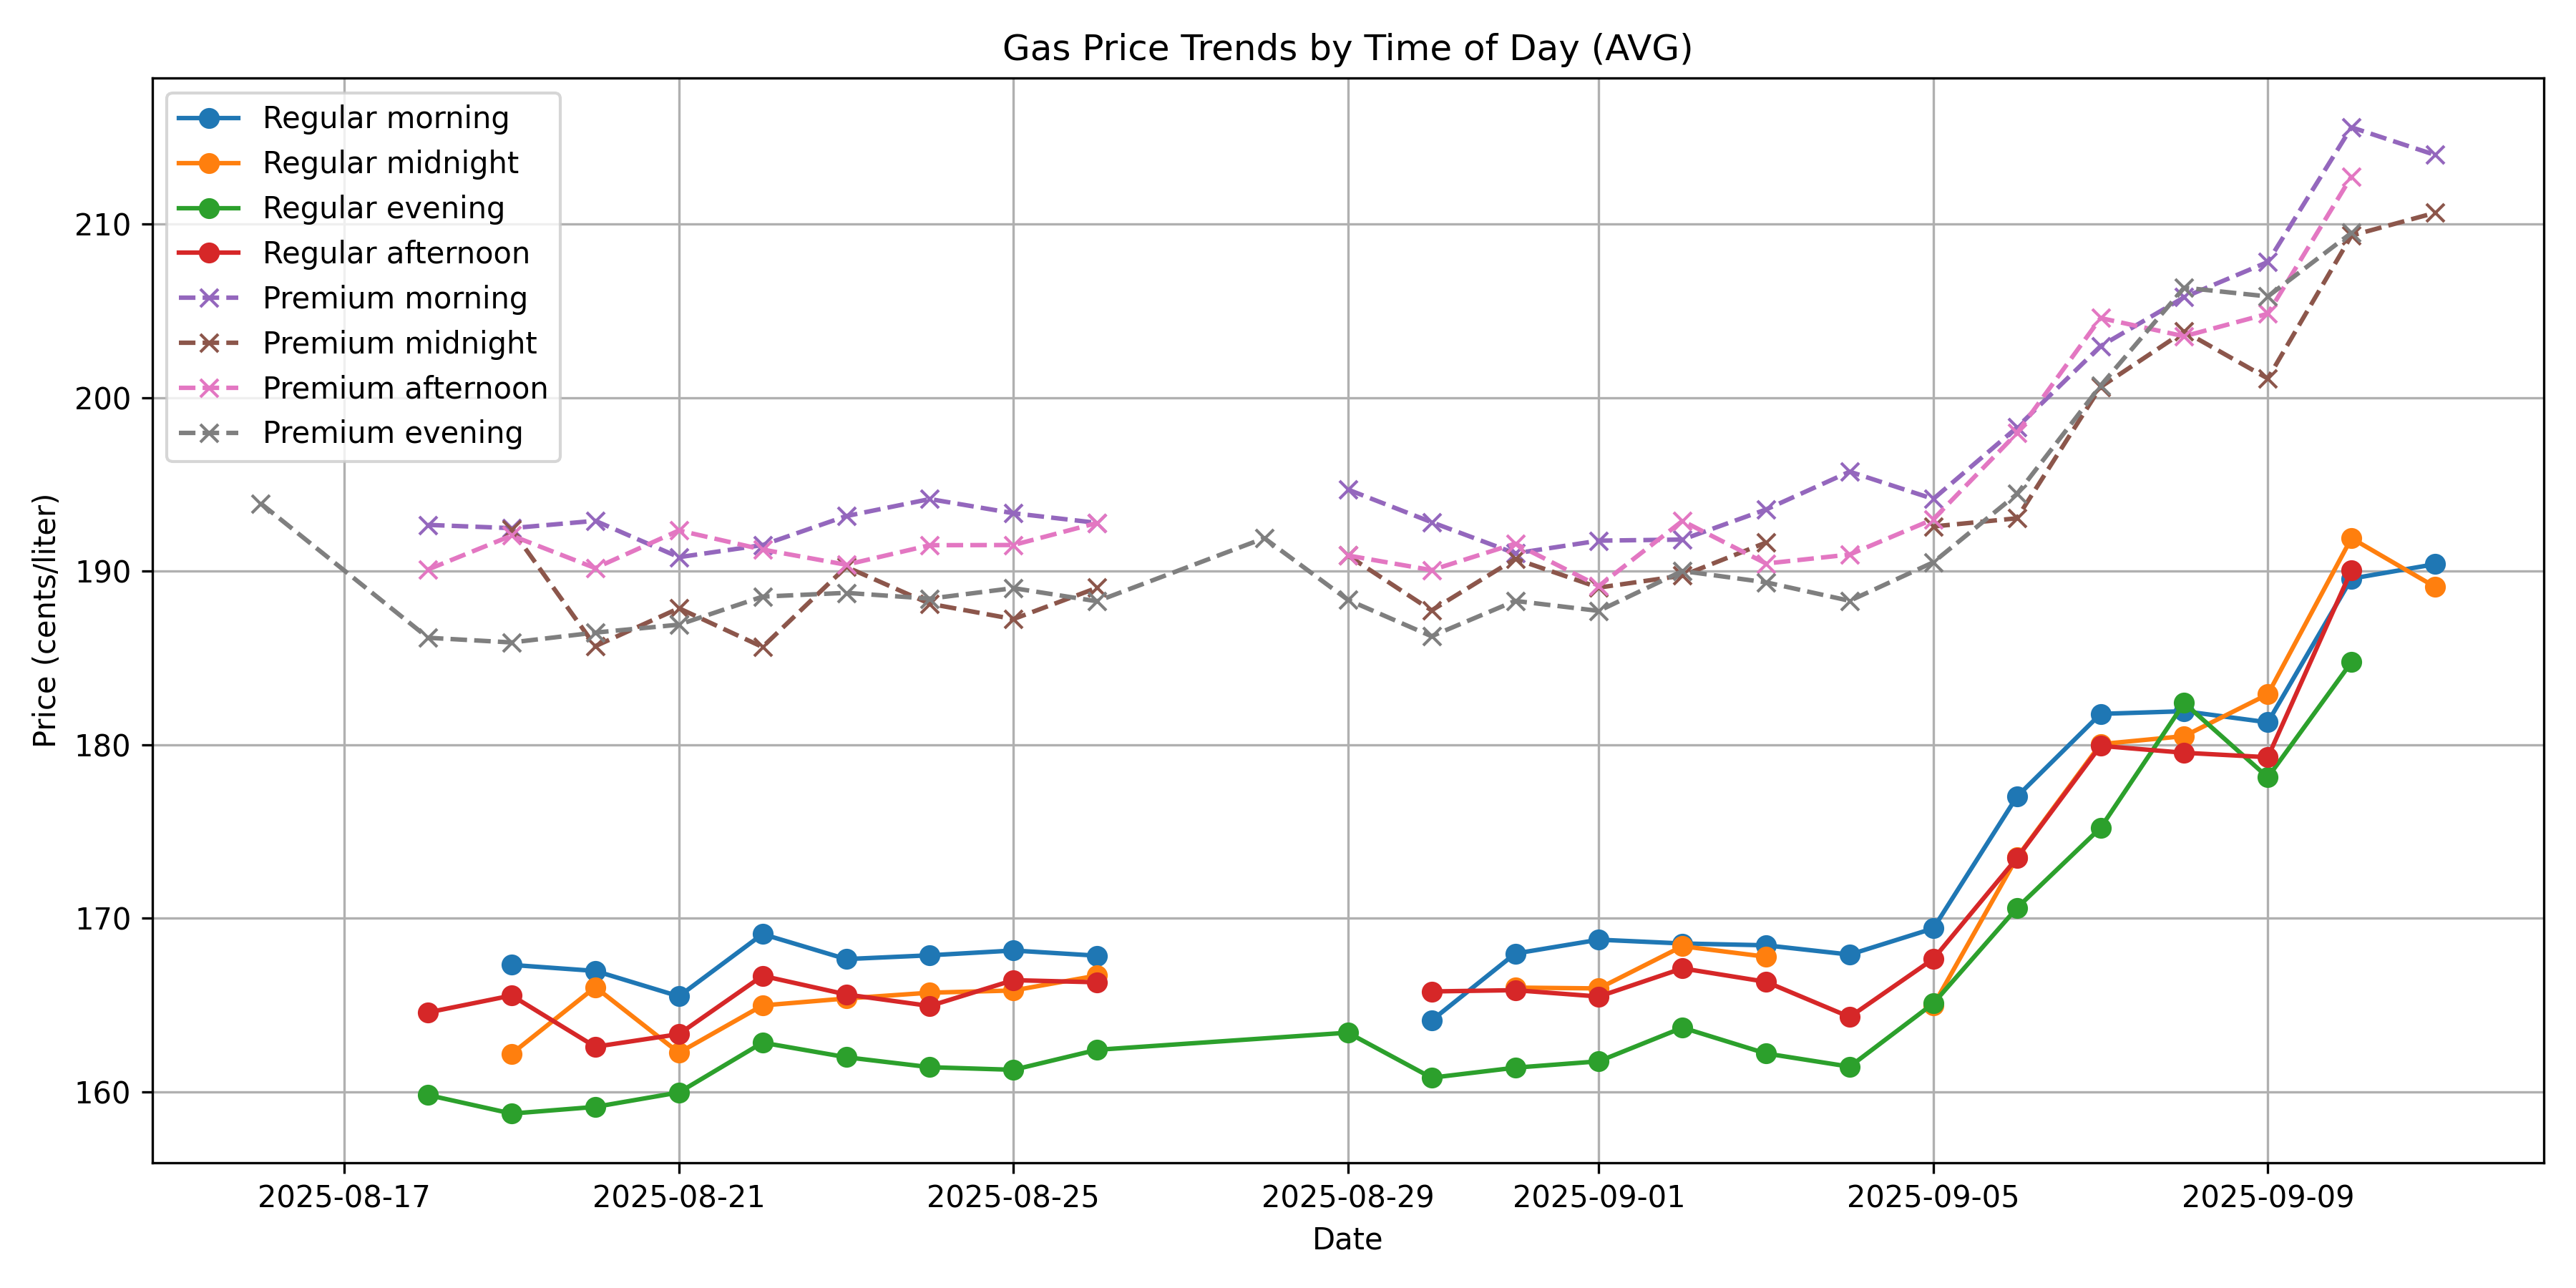 Gas Price Trends by Time of Day (AVG)
Regular morning
Regular midnight
Regular evening
Regular afternoon
Premium morning
Premium midnight
Premium afternoon
Premium evening
Price (cents/liter)
210
200
190
180
170
160
2025-08-17 2025-08-21 2025-08-25 2025-08-29 2025-09-01 2025-09-05 2025-09-09
Date